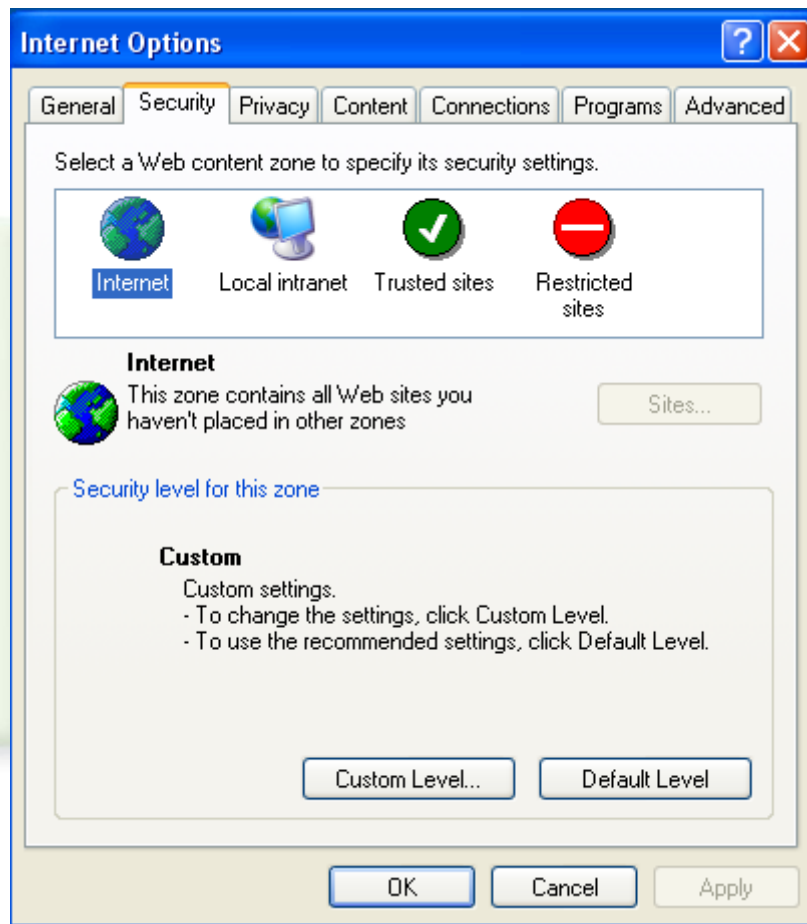 Internet Options
General Security Privacy Content Connections Programs Advanced
Select a Web content zone to specify its security settings.
Internet Local intranet Trusted sites Restricted
sites
Internet
This zone contains all Web sites you
haven't placed in other zones
Sites...
Security level for this zone
Custom
Custom settings.
- To change the settings, click Custom Level.
- To use the recommended settings, click Default Level.
Custom Level... Default Level
OK Cancel Apply